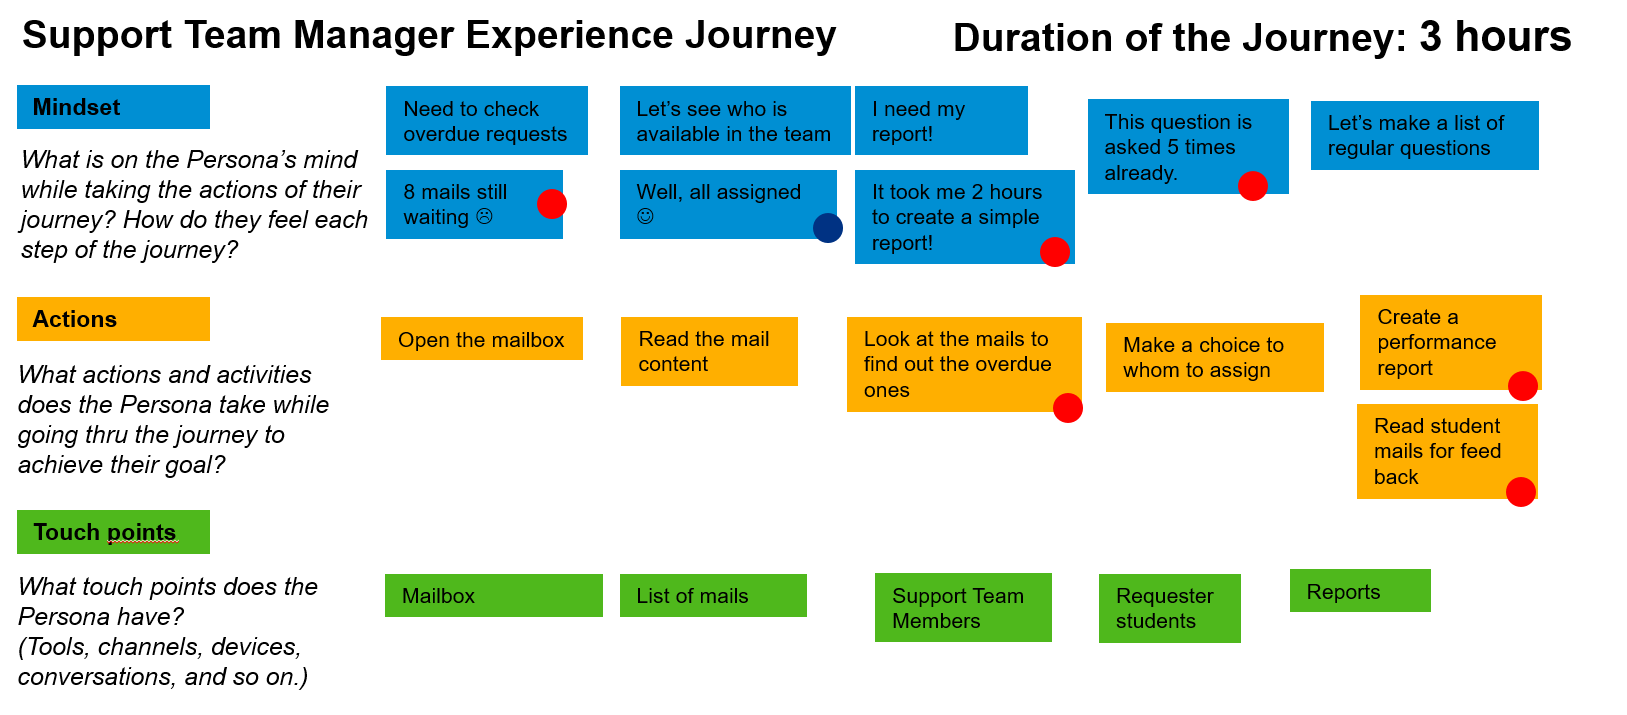 Support Team Manager Experience Journey
Duration of the Journey: 3 hours
Mindset
What is on the Persona's mind
while taking the actions of their
journey? How do they feel each
step of the journey?
Need to check
overdue requests
8 mails still
waiting ☹
Let's see who is
available in the team
Well, all assigned
☺
I need my
report!
It took me 2 hours
to create a simple
report!
This question is
asked 5 times
already.
Let's make a list of
regular questions
Actions
What actions and activities
does the Persona take while
going thru the journey to
achieve their goal?
Open the mailbox
Read the mail
content
Look at the mails to
find out the overdue
ones
Make a choice to
whom to assign
Create a
performance
report
Read student
mails for feed
back
Touch points
What touch points does the
Persona have?
(Tools, channels, devices,
conversations, and so on.)
Mailbox
List of mails
Support Team
Members
Requester
students
Reports